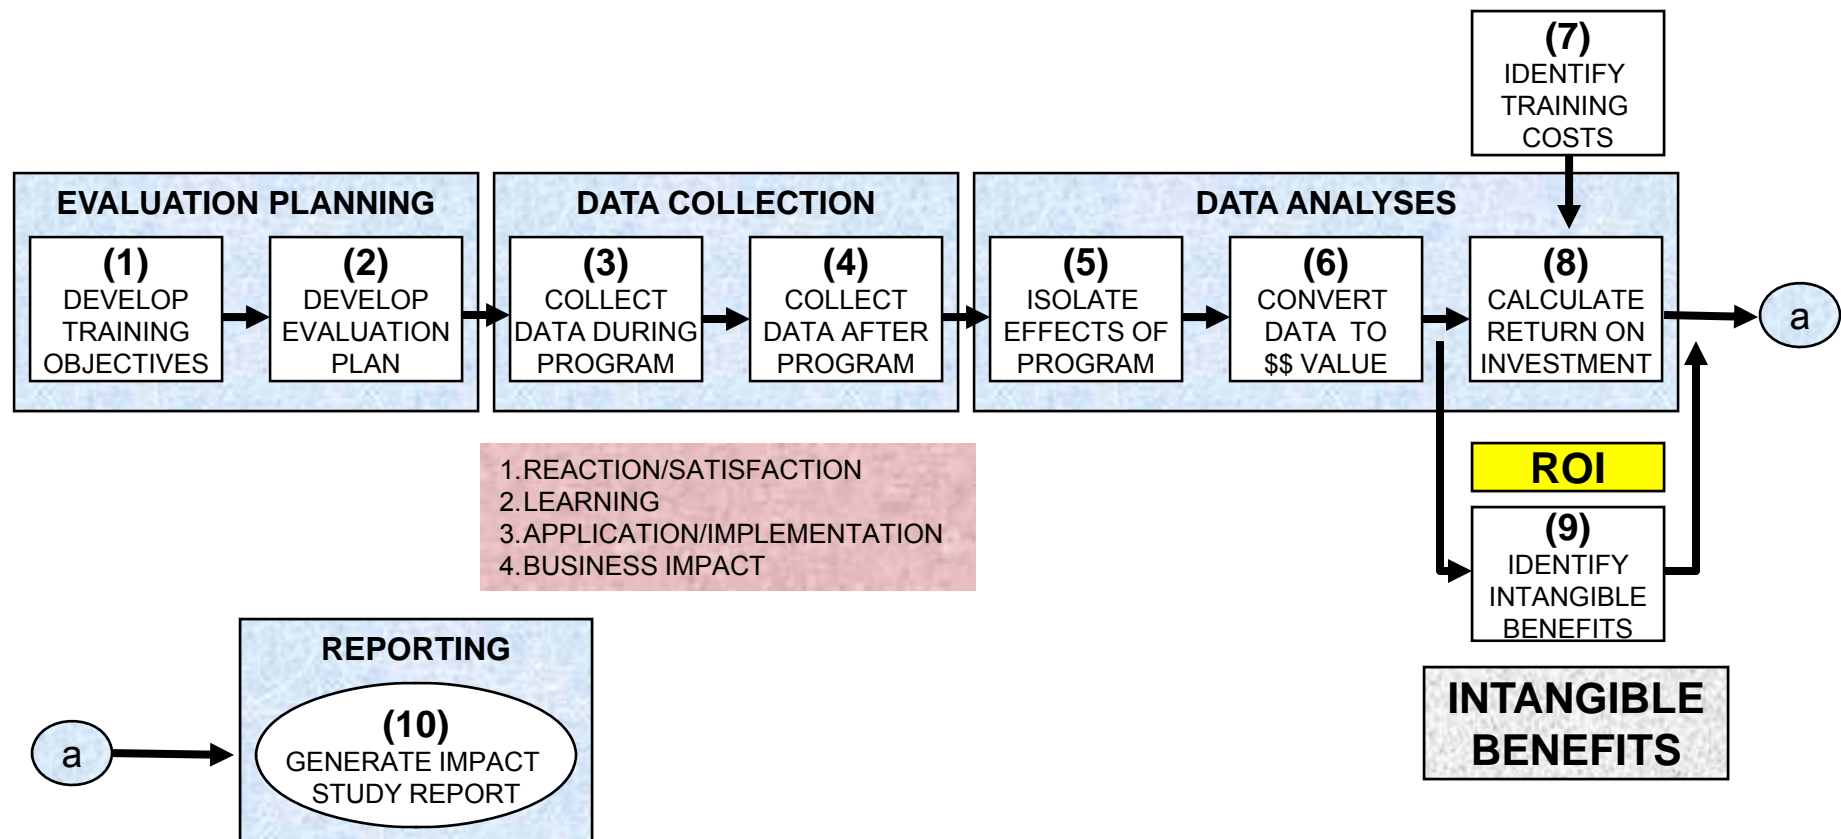 (7)
IDENTIFY
TRAINING
COSTS
EVALUATION PLANNING
(1)
DEVELOP
TRAINING
OBJECTIVES
(2)
DEVELOP
EVALUATION
PLAN
DATA COLLECTION
(3)
COLLECT
DATA DURING
PROGRAM
(4)
COLLECT
DATA AFTER
PROGRAM
DATA ANALYSES
(5)
ISOLATE
EFFECTS OF
PROGRAM
(6)
CONVERT
DATA TO
$$ VALUE
(8)
CALCULATE
RETURN ON
INVESTMENT
a
1.REACTION/SATISFACTION
2.LEARNING
3.APPLICATION/IMPLEMENTATION
4.BUSINESS IMPACT
ROI
(9)
IDENTIFY
INTANGIBLE
BENEFITS
INTANGIBLE
BENEFITS
a
REPORTING
(10)
GENERATE IMPACT
STUDY REPORT